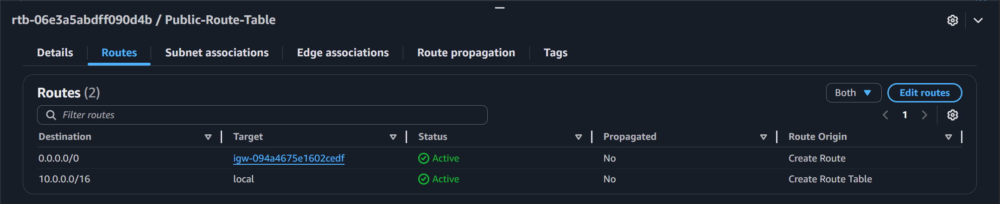 rtb-06e3a5abdff090d4b / Public-Route-Table
Details Routes Subnet associations Edge associations Route propagation Tags
Routes (2) Both Edit routes
Filter routes 1
Destination Target Status Propagated Route Origin
0.0.0.0/0 igw-094a4675e1602cedf Active No Create Route
10.0.0.0/16 local Active No Create Route Table